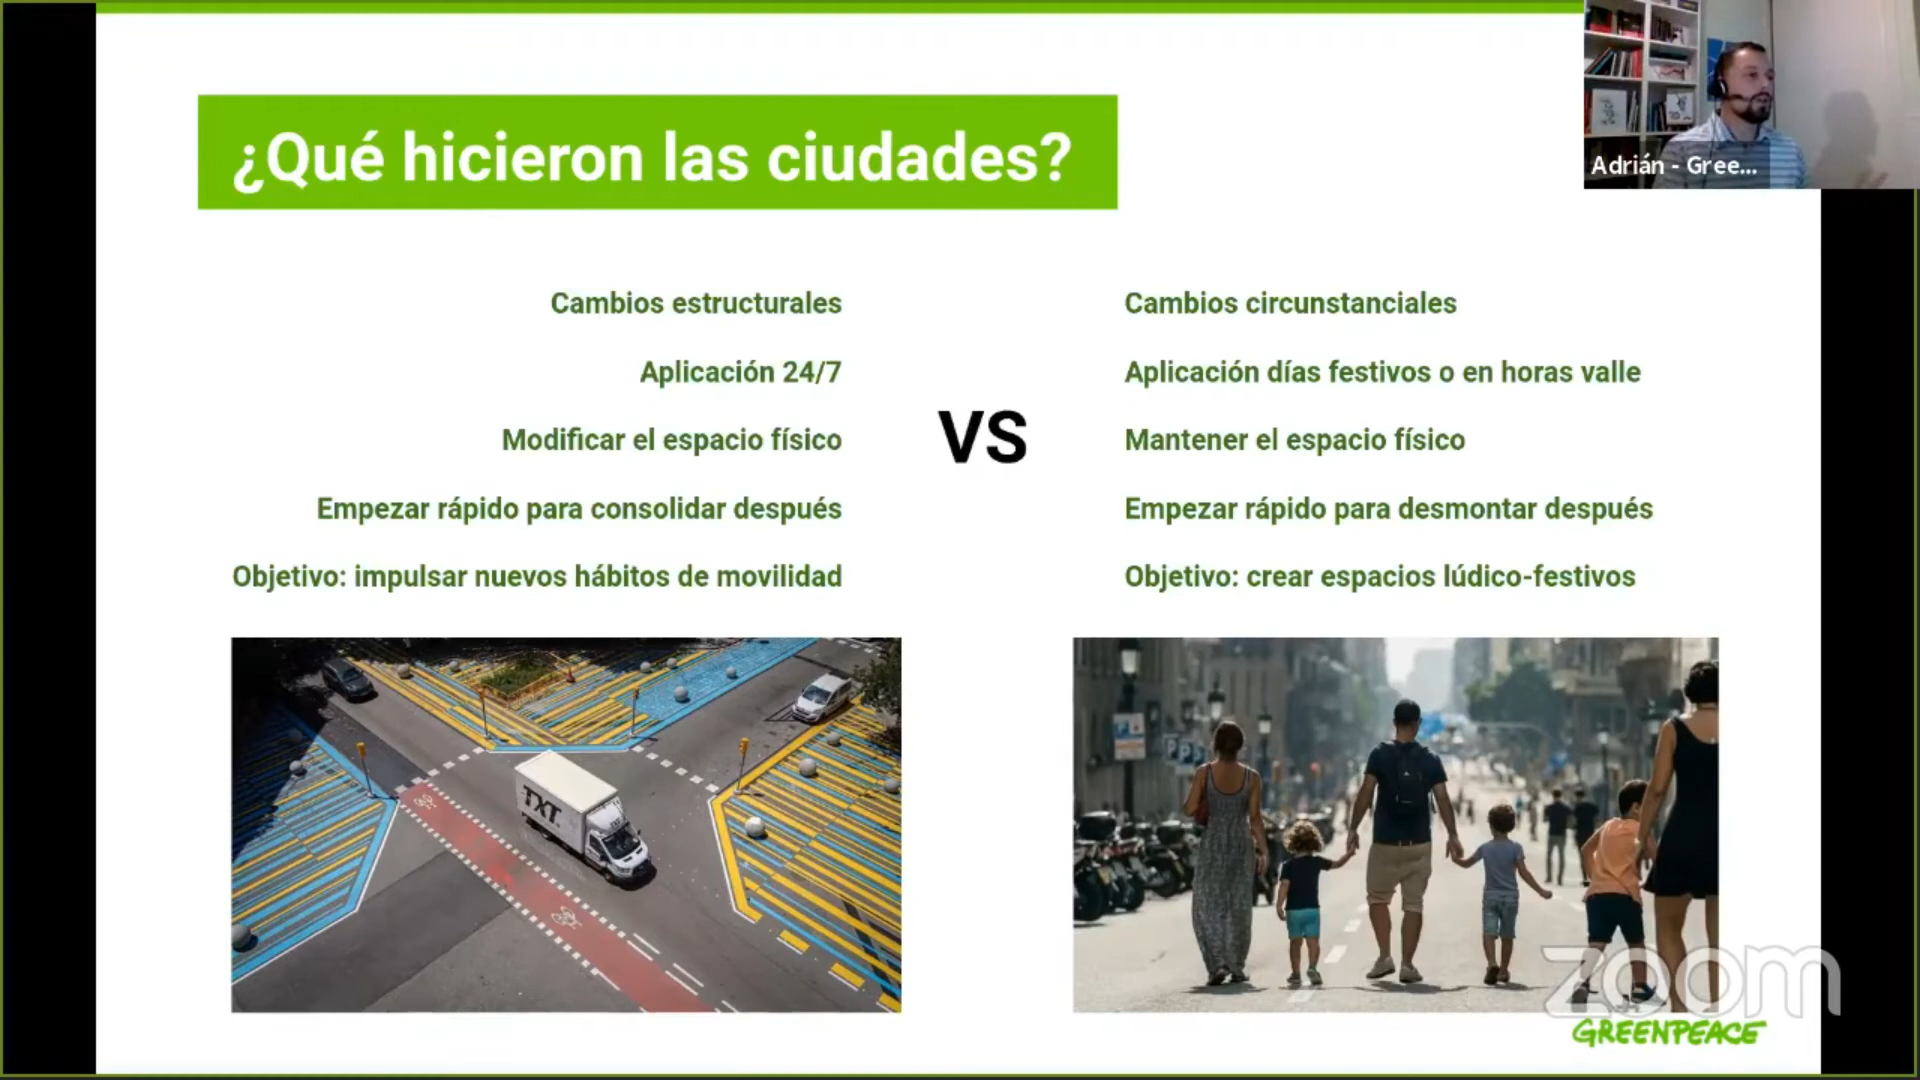 ¿Qué hicieron las ciudades?
Adrián - Gree...
Cambios estructurales
Aplicación 24/7
Modificar el espacio físico
Empezar rápido para consolidar después
Objetivo: impulsar nuevos hábitos de movilidad
VS
Cambios circunstanciales
Aplicación días festivos o en horas valle
Mantener el espacio físico
Empezar rápido para desmontar después
Objetivo: crear espacios lúdico-festivos
TXT
zoom
GREENPEACE